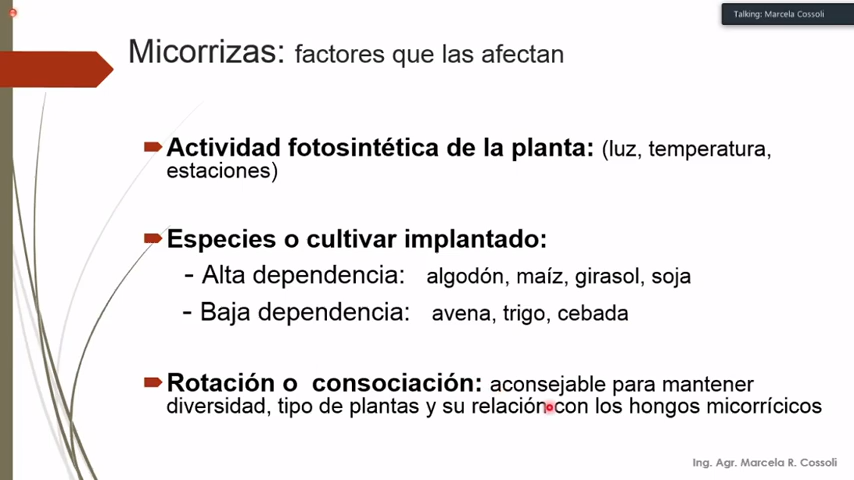 Talking: Marcela Cossoli
Micorrizas: factores que las afectan
Actividad fotosintética de la planta: (luz, temperatura,
estaciones)
Especies o cultivar implantado:
- Alta dependencia: algodón, maíz, girasol, soja
- Baja dependencia: avena, trigo, cebada
Rotación o consociación: aconsejable para mantener
diversidad, tipo de plantas y su relación con los hongos micorrícicos
Ing. Agr. Marcela R. Cossoli